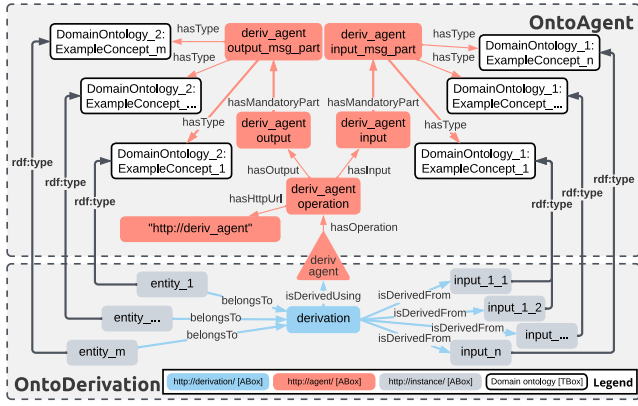 OntoAgent
deriv_agent
output_msg_part
deriv_agent
input_msg_part
hasType
hasType
DomainOntology_2:
ExampleConcept_m
DomainOntology_1:
ExampleConcept_n
hasType
hasType
DomainOntology_2:
ExampleConcept_...
DomainOntology_1:
ExampleConcept_...
hasMandatoryPart
hasMandatoryPart
hasType
hasType
deriv_agent
output
deriv_agent
input
DomainOntology_2:
ExampleConcept_1
DomainOntology_1:
ExampleConcept_1
hasOutput
hasInput
rdf:type
rdf:type
rdf:type
rdf:type
rdf:type
rdf:type
deriv_agent
operation
hasHttpUrl
"http://deriv_agent"
hasOperation
deriv
agent
entity_1
belongsTo
isDerivedUsing
isDerivedFrom
input_1_1
entity_...
belongsTo
derivation
isDerivedFrom
input_1_2
isDerivedFrom
input_...
entity_m
belongsTo
isDerivedFrom
input_n
OntoDerivation
http://derivation/ [ABox]
http://agent/ [ABox]
http://instance/ [ABox]
Domain ontology [TBox]
Legend